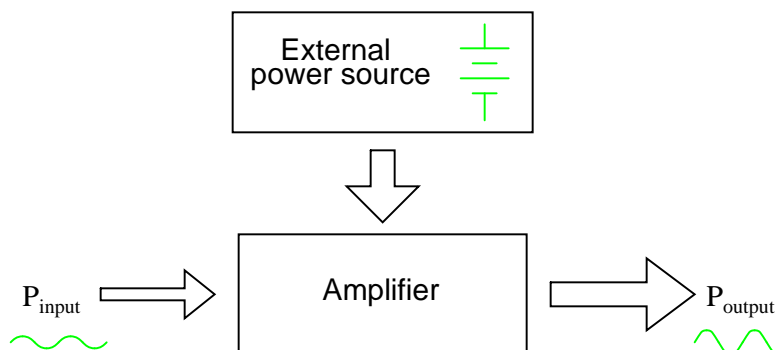 External
power source
Amplifier
P_input
P_output